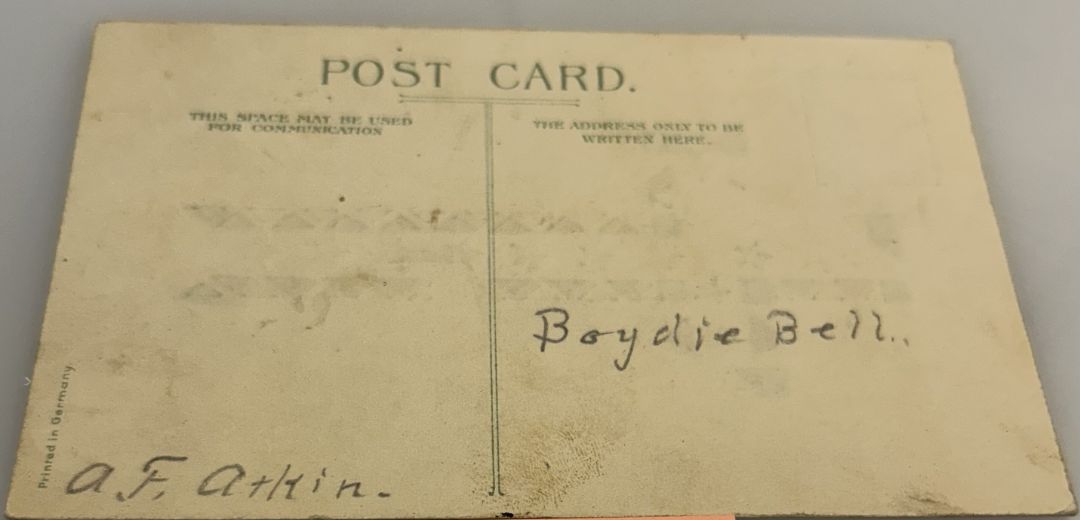 POST CARD.
THIS SPACE MAY BE USED
FOR COMMUNICATION
THE ADDRESS ONLY TO BE
WRITTEN HERE.
Boydie Bell..
Printed in Germany
A.F. Atkin.